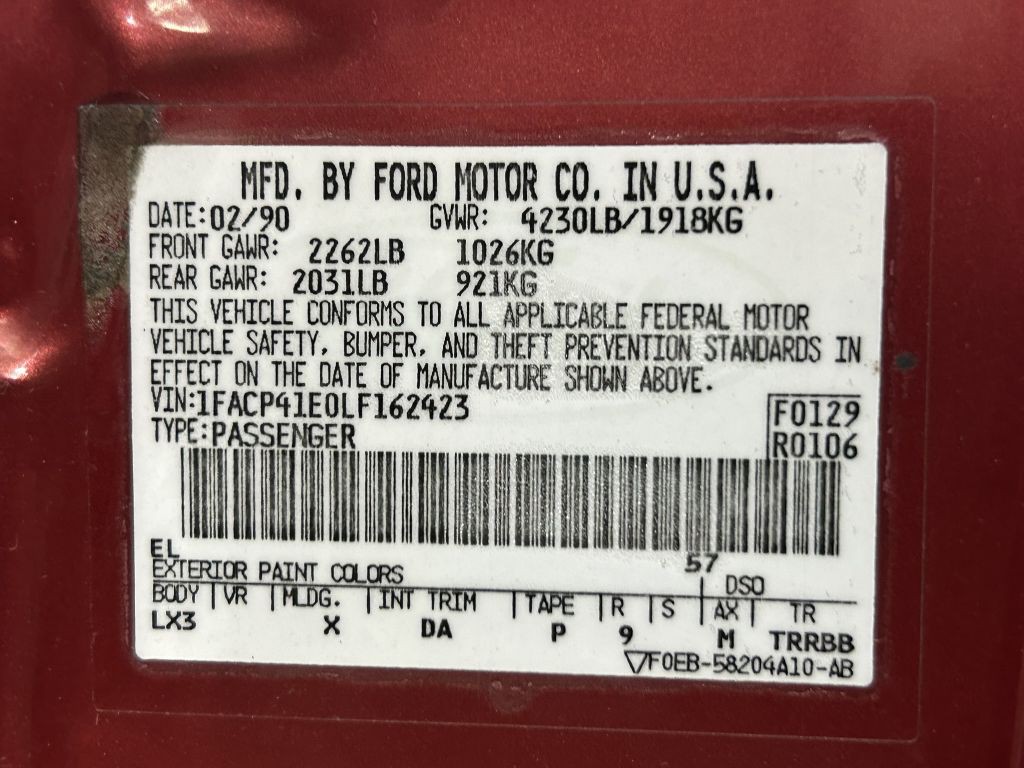 MFD. BY FORD MOTOR CO. IN U.S.A.
DATE: 02/90 GVWR: 4230LB/1918KG
FRONT GAWR: 2262LB 1026KG
REAR GAWR: 2031LB 921KG
THIS VEHICLE CONFORMS TO ALL APPLICABLE FEDERAL MOTOR
VEHICLE SAFETY, BUMPER, AND THEFT PREVENTION STANDARDS IN
EFFECT ON THE DATE OF MANUFACTURE SHOWN ABOVE.
VIN: 1FACP41E0LF162423 F0129
TYPE: PASSENGER R0106
EL 57
EXTERIOR PAINT COLORS DSO
BODY VR MLDG. INT TRIM TAPE R S AX TR
LX3 X DA P 9 M TRRBB
▽F0EB-58204A10-AB